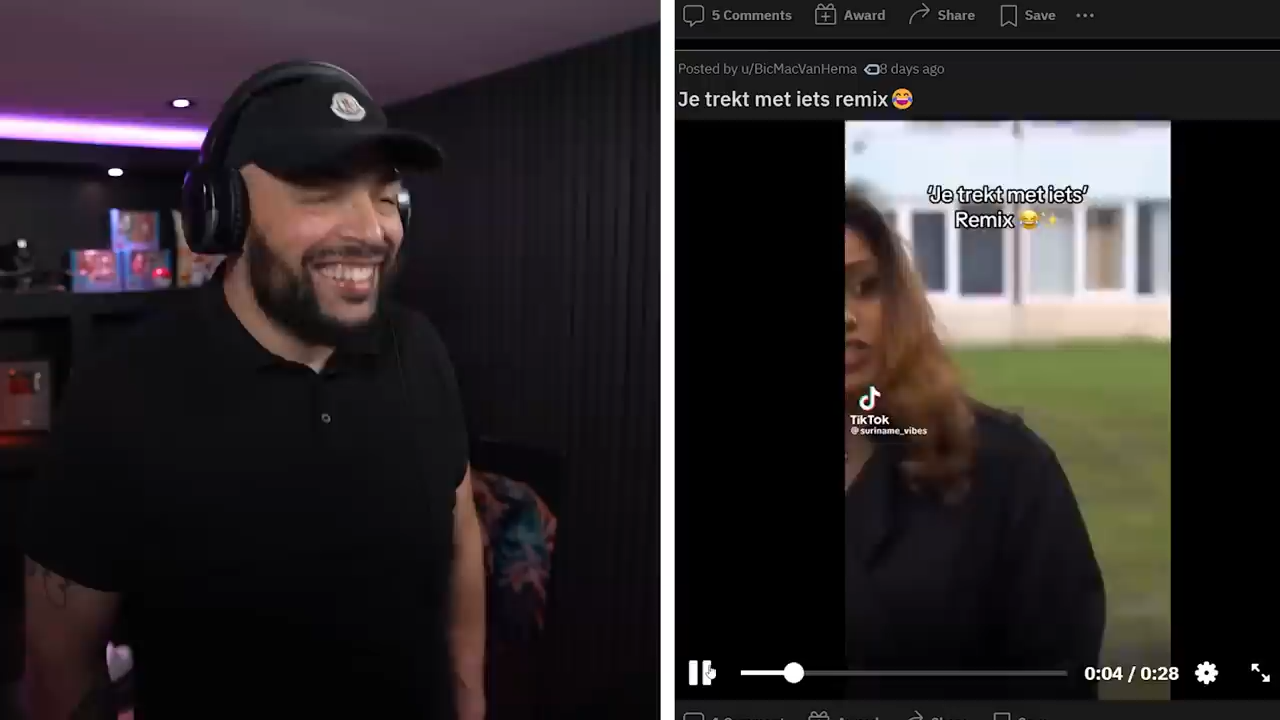 5 Comments Award Share Save
Posted by u/BicMacVanHema 8 days ago
Je trekt met iets remix😂
'Je trekt met iets'
Remix 😂✨
TikTok
@suriname_vibes
0:04 / 0:28